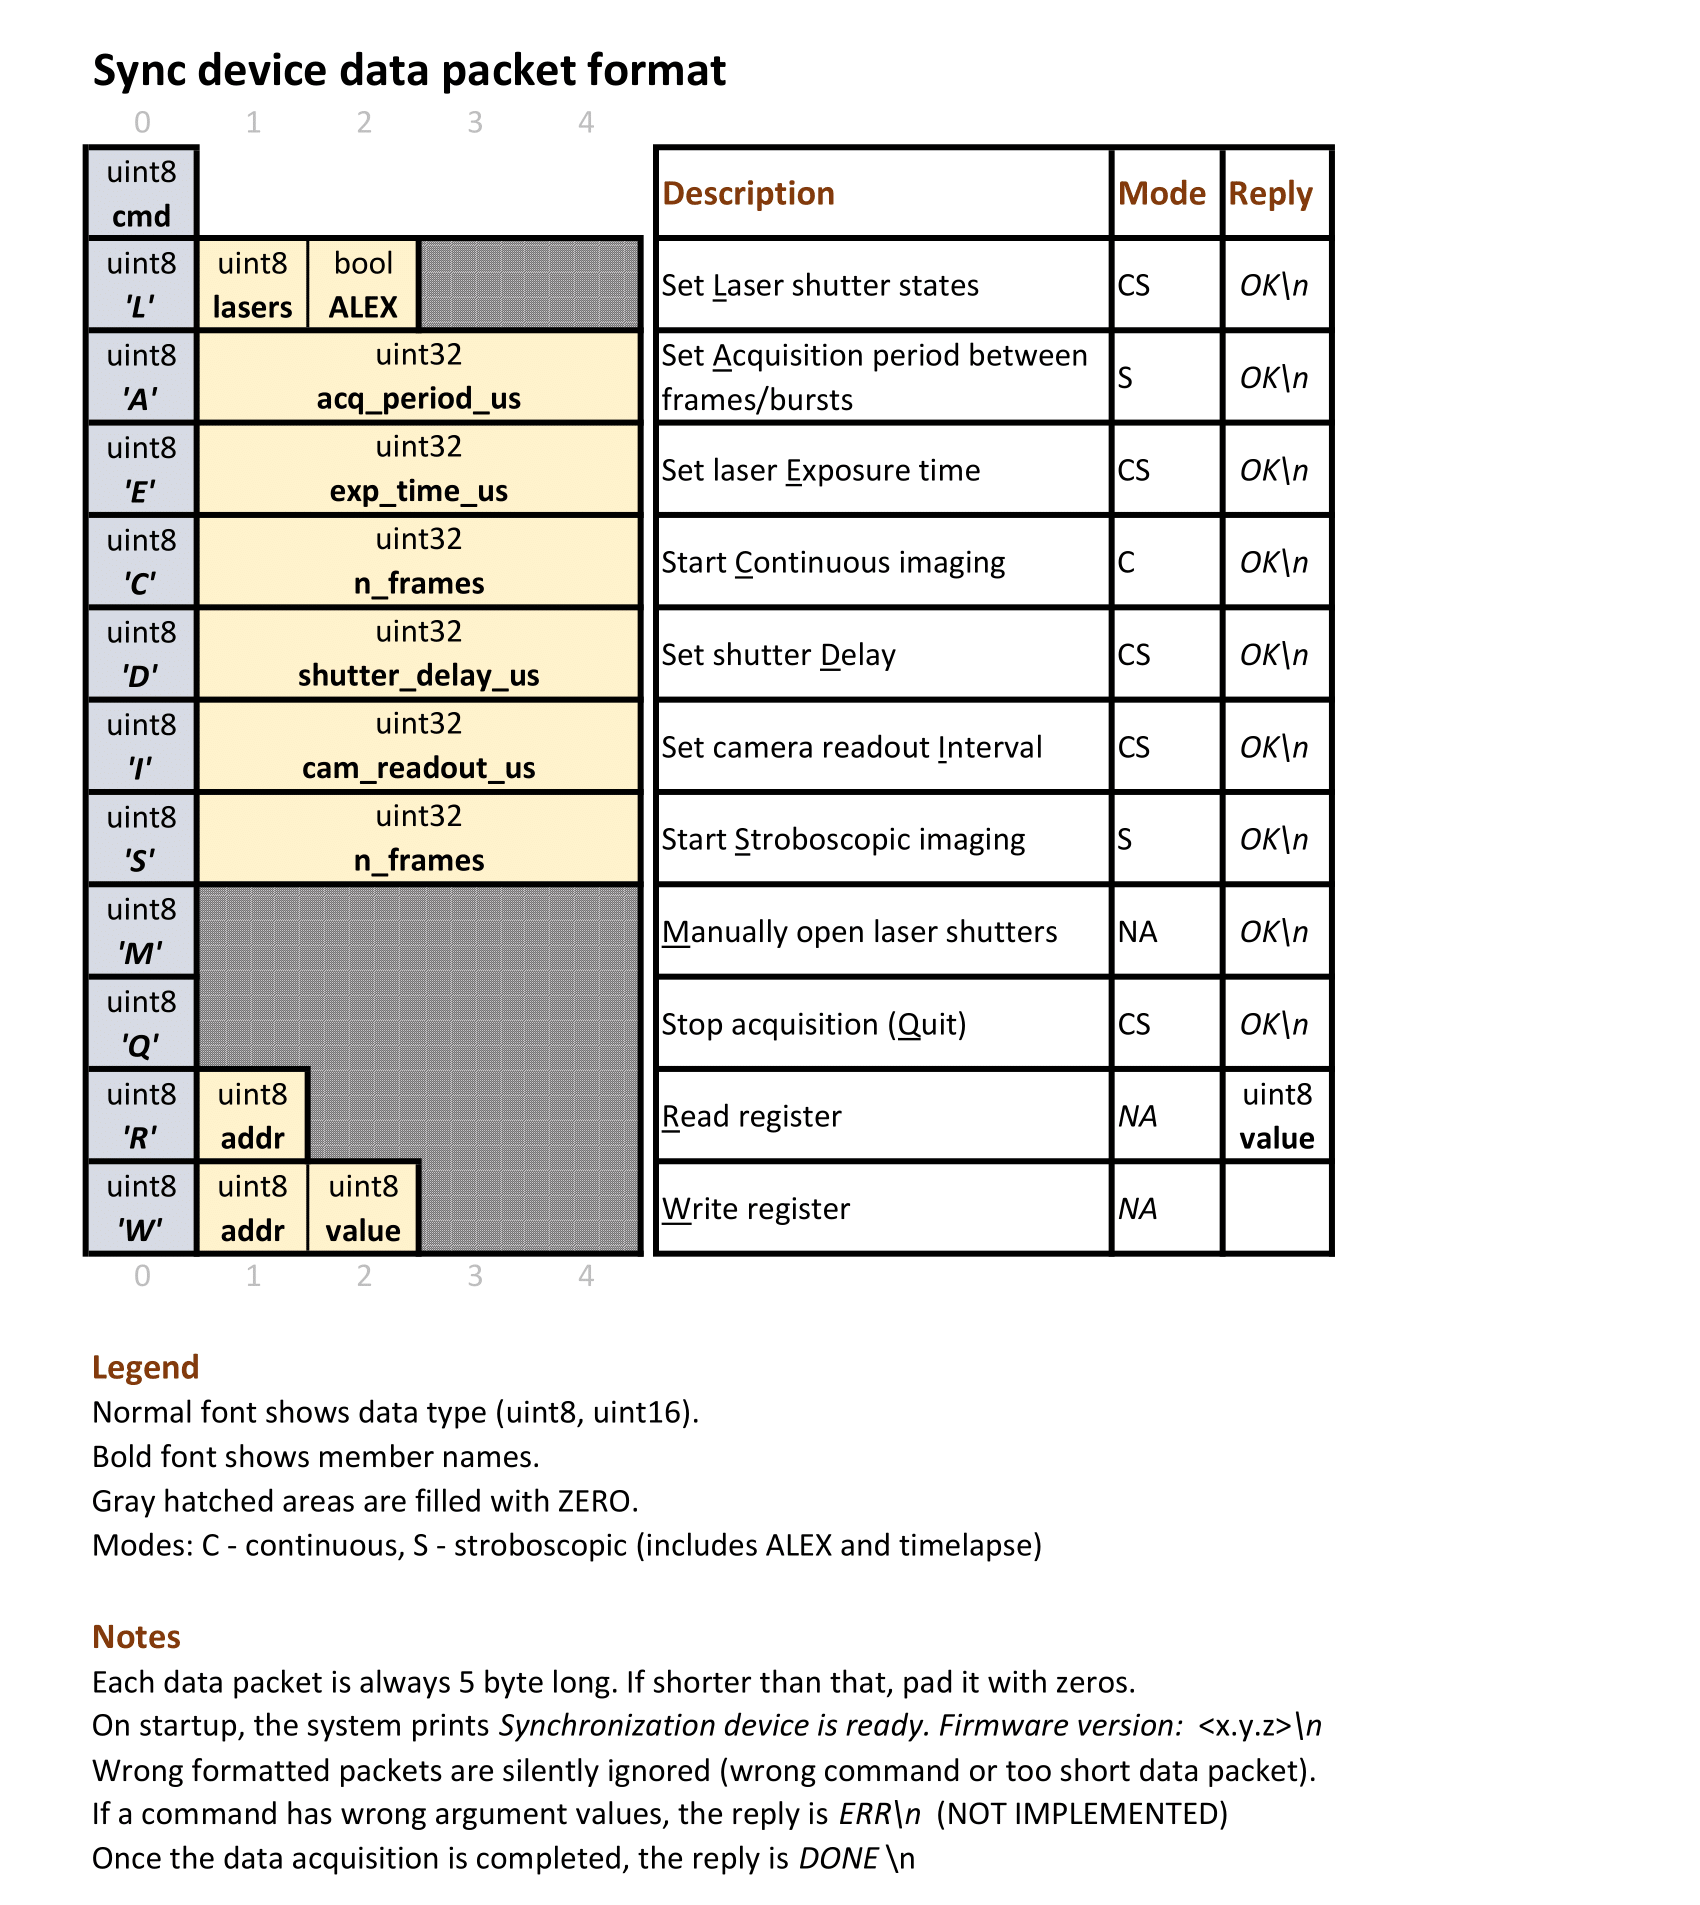 Sync device data packet format
0 1 2 3 4
uint8
cmd
Description Mode Reply
uint8 uint8 bool
'L' lasers ALEX
Set Laser shutter states CS OK\n
uint8 uint32
'A' acq_period_us
Set Acquisition period between
frames/bursts
S OK\n
uint8 uint32
'E' exp_time_us
Set laser Exposure time CS OK\n
uint8 uint32
'C' n_frames
Start Continuous imaging C OK\n
uint8 uint32
'D' shutter_delay_us
Set shutter Delay CS OK\n
uint8 uint32
'I' cam_readout_us
Set camera readout Interval CS OK\n
uint8 uint32
'S' n_frames
Start Stroboscopic imaging S OK\n
uint8
'M'
Manually open laser shutters NA OK\n
uint8
'Q'
Stop acquisition (Quit) CS OK\n
uint8 uint8
'R' addr
Read register NA
uint8
value
uint8 uint8 uint8
'W' addr value
Write register NA
0 1 2 3 4
Legend
Normal font shows data type (uint8, uint16).
Bold font shows member names.
Gray hatched areas are filled with ZERO.
Modes: C - continuous, S - stroboscopic (includes ALEX and timelapse)
Notes
Each data packet is always 5 byte long. If shorter than that, pad it with zeros.
On startup, the system prints Synchronization device is ready. Firmware version: <x.y.z>\n
Wrong formatted packets are silently ignored (wrong command or too short data packet).
If a command has wrong argument values, the reply is ERR\n (NOT IMPLEMENTED)
Once the data acquisition is completed, the reply is DONE \n